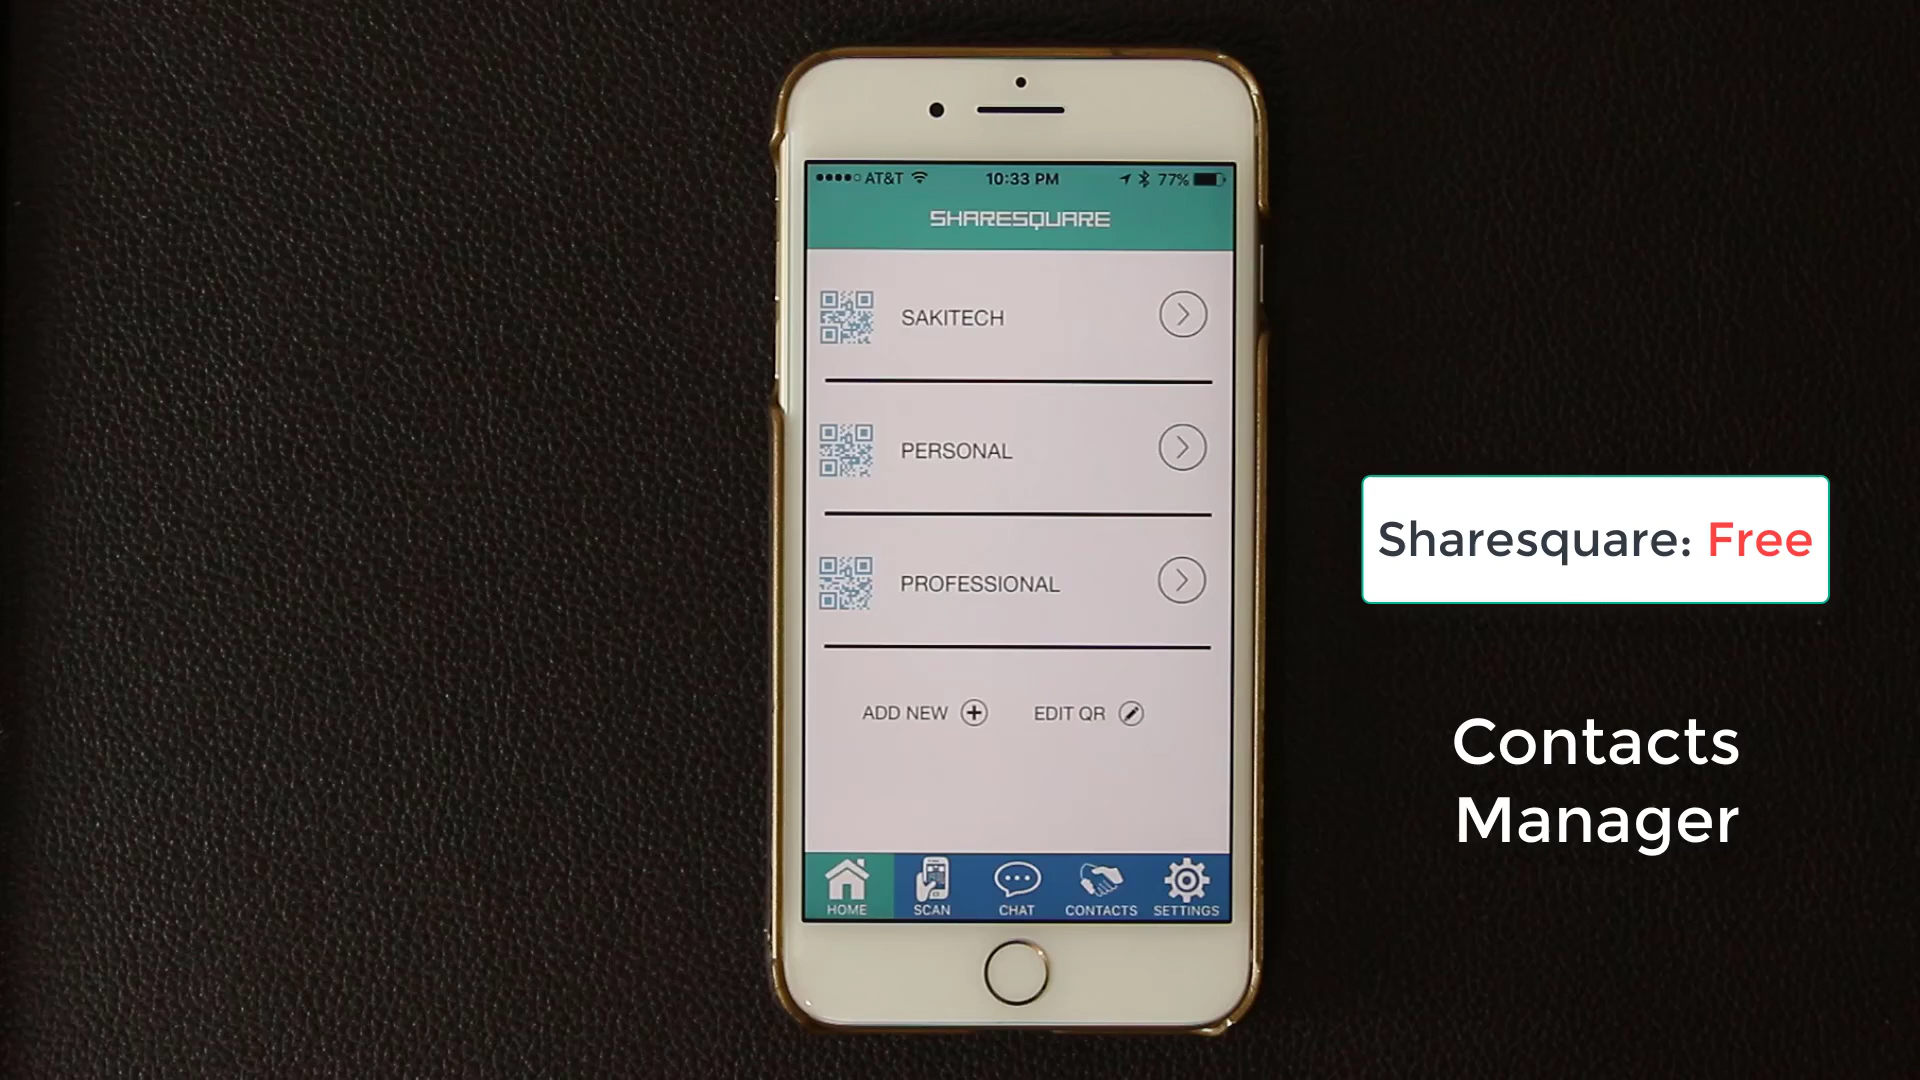 AT&T 10:33 PM 77%
SHARESQUARE
SAKITECH
PERSONAL
PROFESSIONAL
ADD NEW EDIT QR
HOME SCAN CHAT CONTACTS SETTINGS
Sharesquare: Free
Contacts
Manager